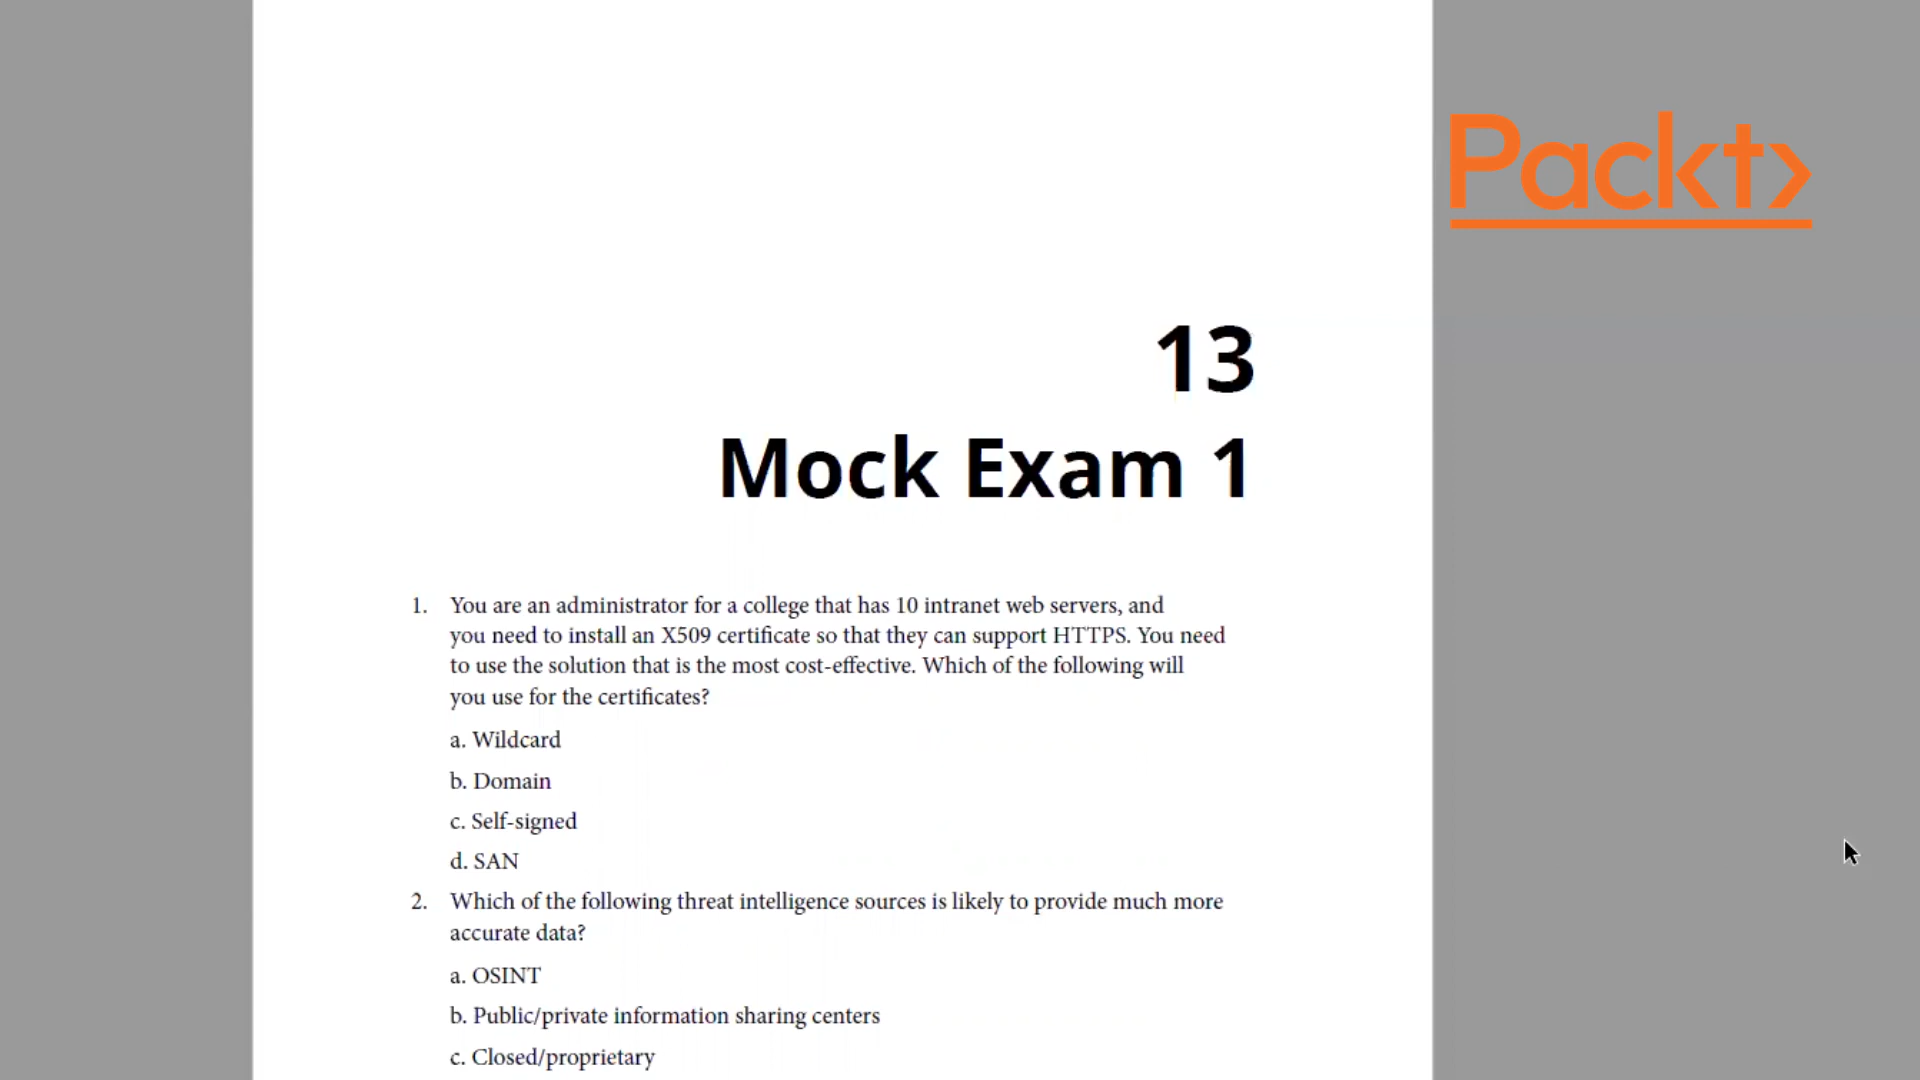 Packt>
13
Mock Exam 1
1. You are an administrator for a college that has 10 intranet web servers, and
you need to install an X509 certificate so that they can support HTTPS. You need
to use the solution that is the most cost-effective. Which of the following will
you use for the certificates?
a. Wildcard
b. Domain
c. Self-signed
d. SAN
2. Which of the following threat intelligence sources is likely to provide much more
accurate data?
a. OSINT
b. Public/private information sharing centers
c. Closed/proprietary